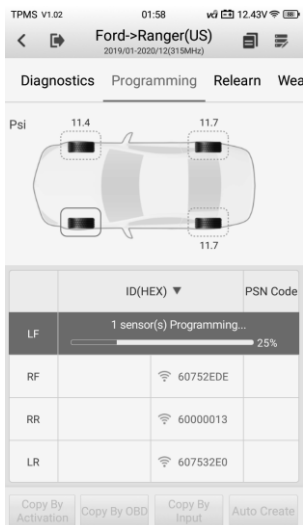 TPMS V1.02 01:58 12.43V
Ford->Ranger(US)
2019/01-2020/12(315MHz)
Diagnostics Programming Relearn Wea
Psi 11.4 11.7
11.7
ID(HEX) ▼ PSN Code
LF 1 sensor(s) Programming...
25%
RF 60752EDE
RR 60000013
LR 607532E0
Copy By Activation Copy By OBD Copy By Input Auto Create